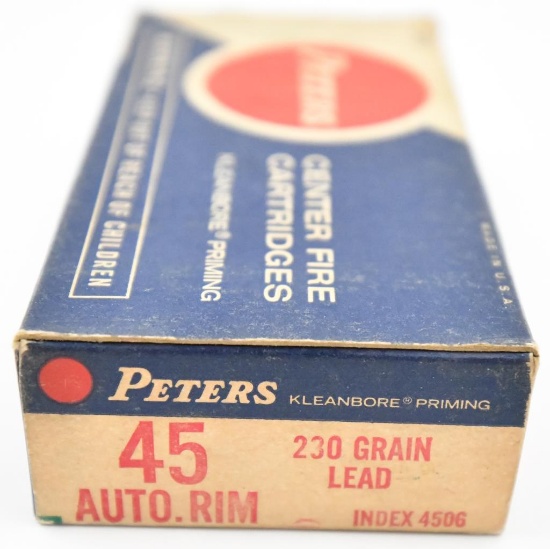 PETERS
CENTER FIRE
CARTRIDGES
KLEANBORE® PRIMING
KEEP OUT OF REACH OF CHILDREN
MADE IN U.S.A.
PETERS KLEANBORE® PRIMING
45
AUTO.RIM
230 GRAIN
LEAD
INDEX 4506